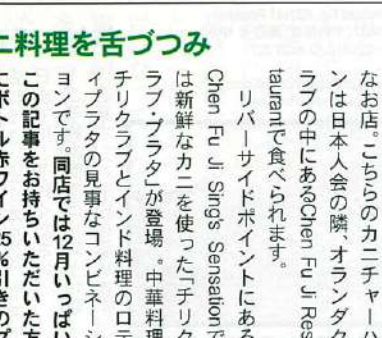 ニ料理を舌づつみ
なお店。こちらのカニチャーハ
ンは日本人会の隣、オランダク
ラブの中にあるChen Fu Ji Res
taurantで食べられます。
リバーサイドポイントにある
Chen Fu Ji Sing's Sensationで
は新鮮なカニを使った「チリク
ラブ・プラタ」が登場。中華料理
チリクラブとインド料理のロテ
ィプラタの見事なコンビネーシ
ョンです。同店では12月いっぱい
この記事をお持ちいただいた方
にボトル赤ワイン25%引きのプ